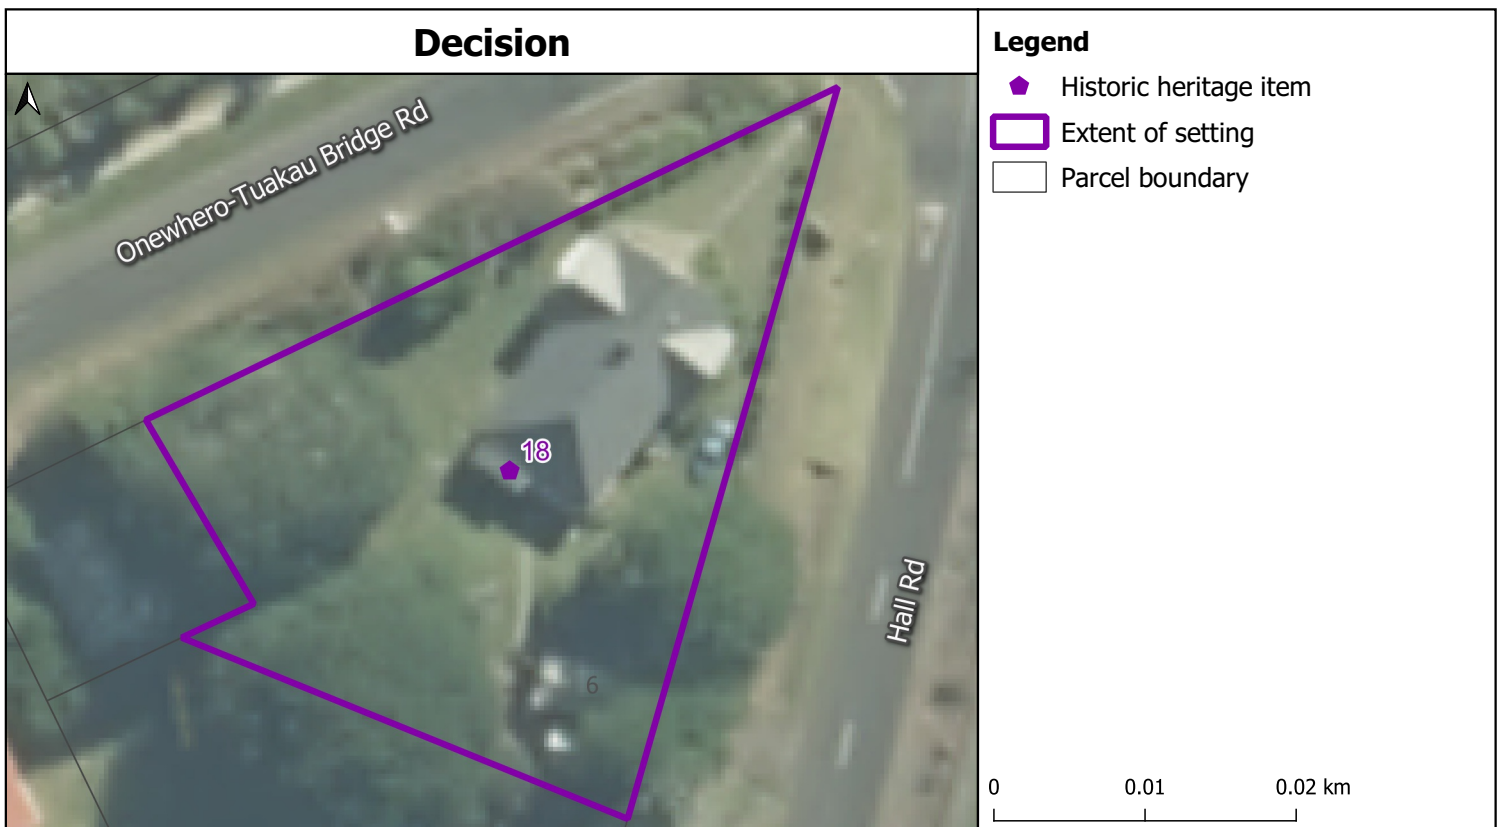 Decision
Onewhero-Tuakau Bridge Rd
18
6
Hall Rd
Legend
Historic heritage item
Extent of setting
Parcel boundary
0 0.01 0.02 km